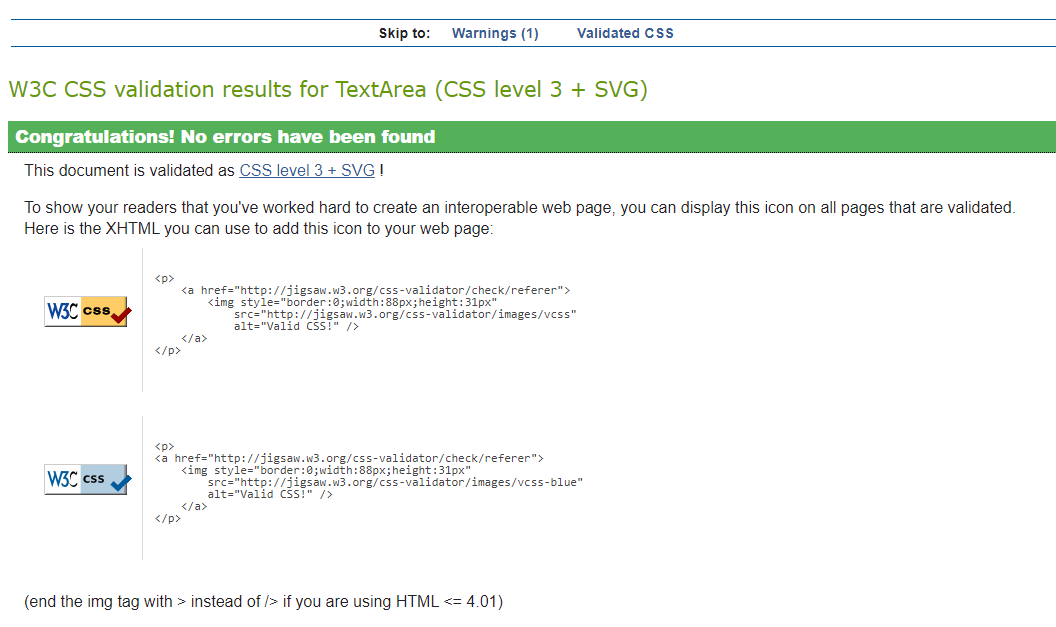 Skip to: Warnings (1) Validated CSS
W3C CSS validation results for TextArea (CSS level 3 + SVG)
Congratulations! No errors have been found
This document is validated as CSS level 3 + SVG !
To show your readers that you've worked hard to create an interoperable web page, you can display this icon on all pages that are validated.
Here is the XHTML you can use to add this icon to your web page:
W3C css
<p>
<a href="http://jigsaw.w3.org/css-validator/check/referer">
<img style="border:0;width:88px;height:31px"
src="http://jigsaw.w3.org/css-validator/images/vcss"
alt="Valid CSS!" />
</a>
</p>
W3C css
<p>
<a href="http://jigsaw.w3.org/css-validator/check/referer">
<img style="border:0;width:88px;height:31px"
src="http://jigsaw.w3.org/css-validator/images/vcss-blue"
alt="Valid CSS!" />
</a>
</p>
(end the img tag with > instead of /> if you are using HTML <= 4.01)